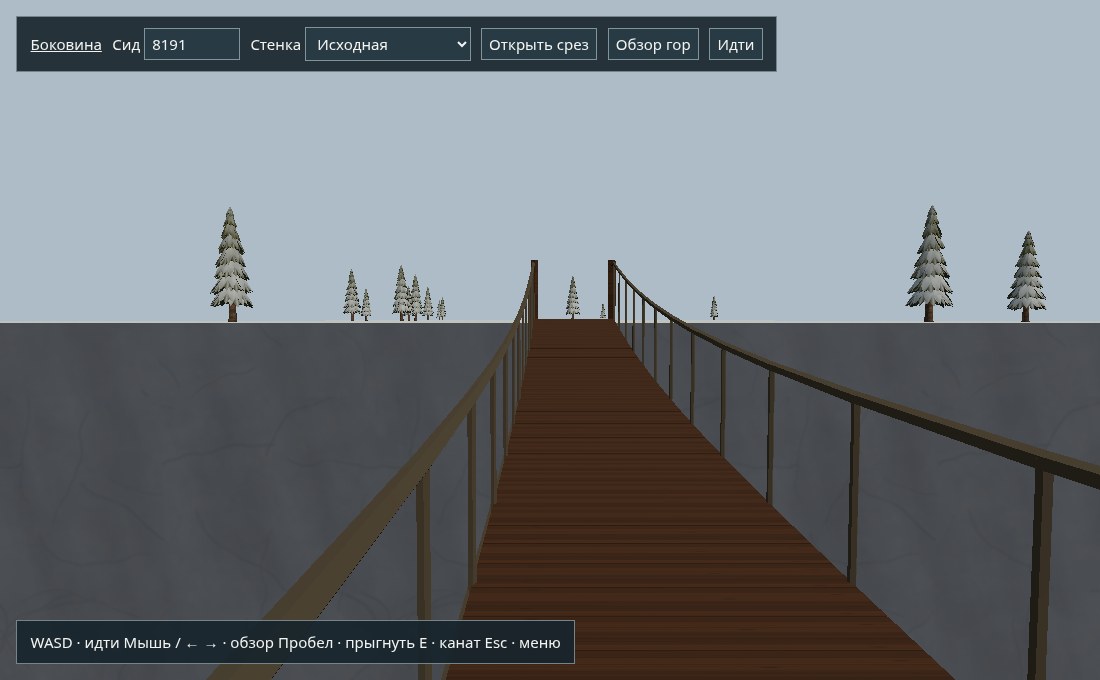 Боковина Сид 8191 Стенка Исходная Открыть срез Обзор гор Идти
WASD · идти Мышь / ← → · обзор Пробел · прыгнуть E · канат Esc · меню